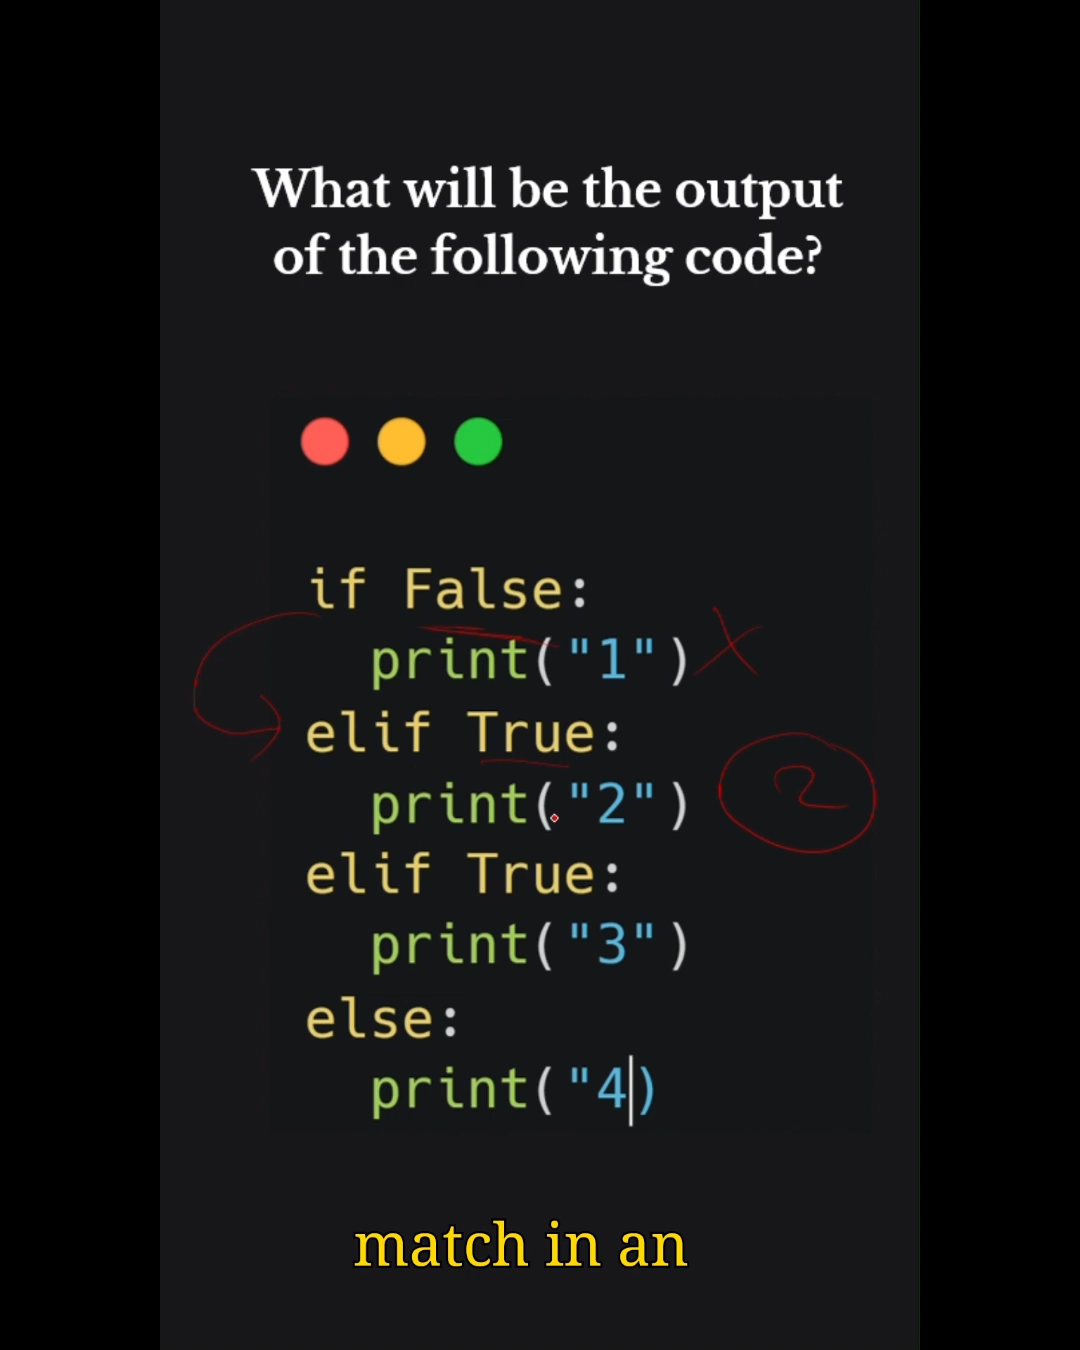 What will be the output
of the following code?
if False:
print("1")
elif True:
print("2")
2
elif True:
print("3")
else:
print("4)
match in an